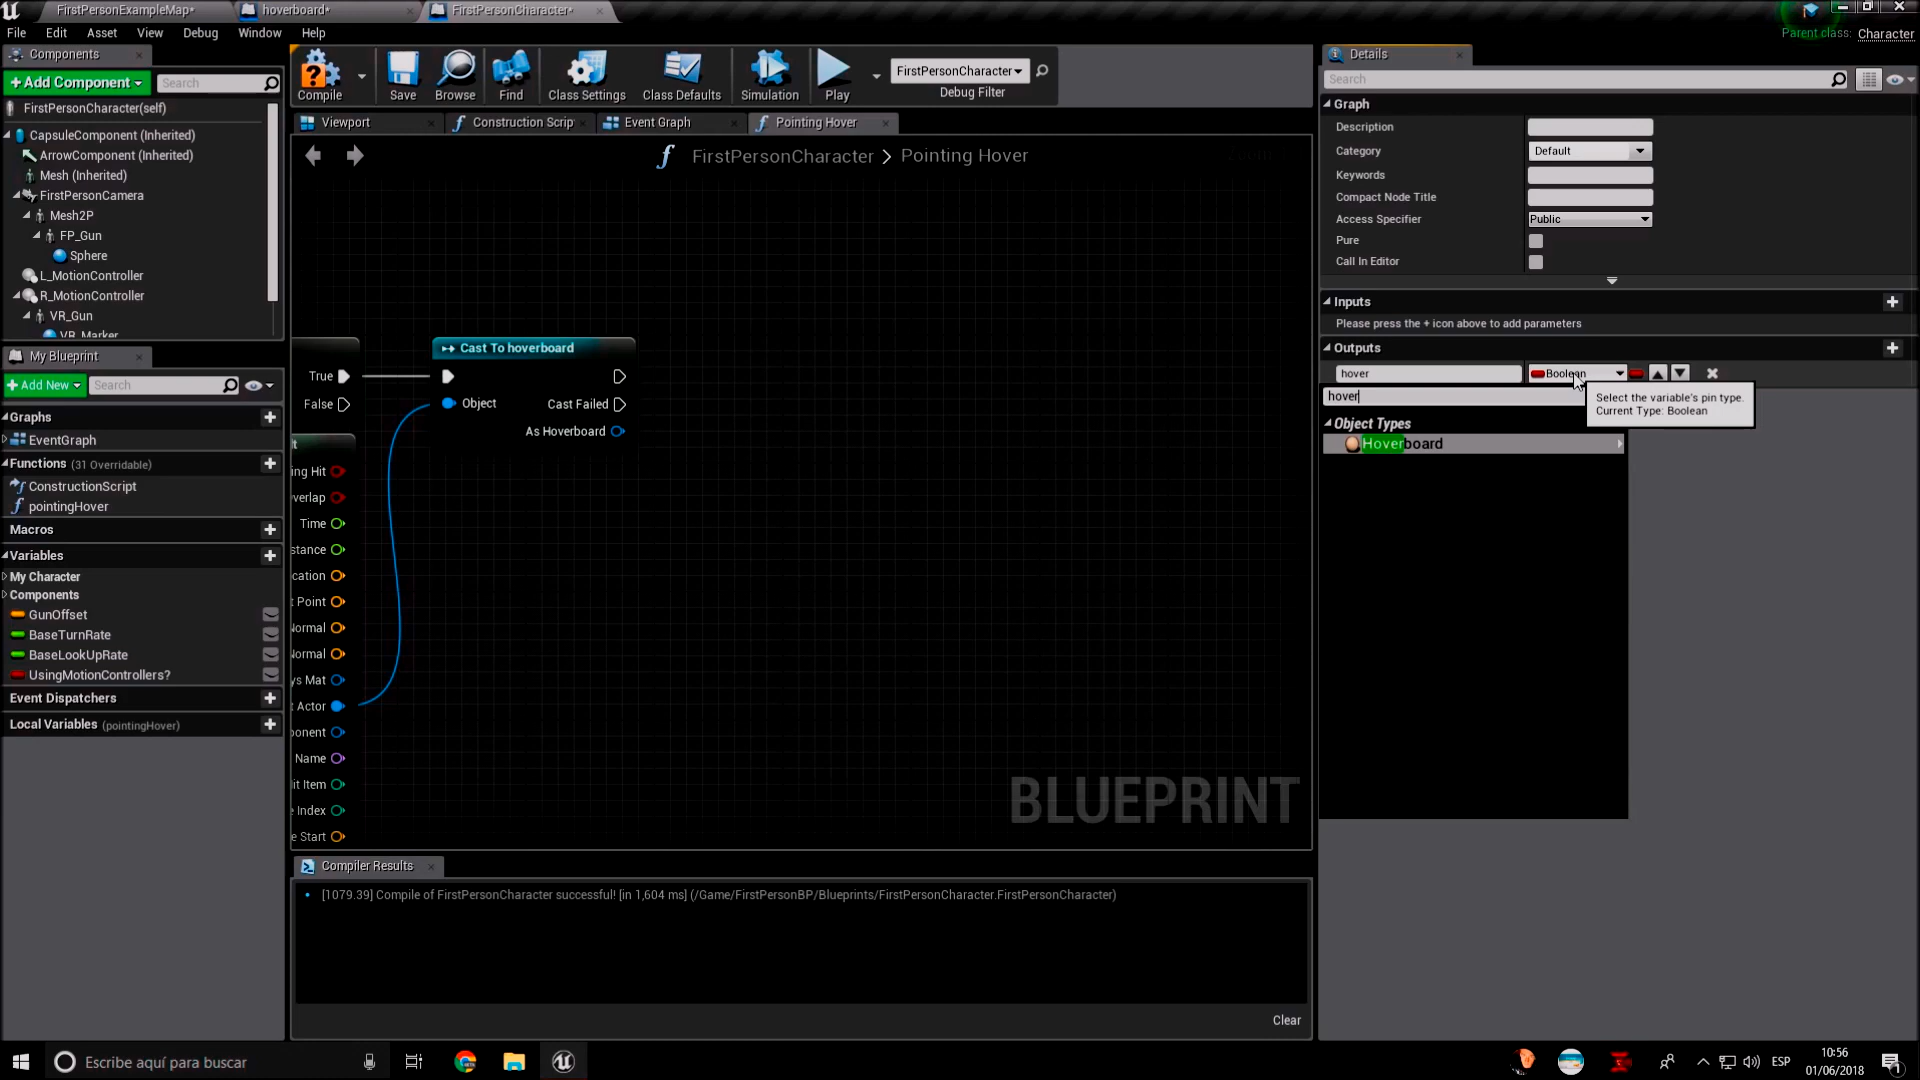 FirstPersonExampleMap*
hoverboard*
FirstPersonCharacter*
File Edit Asset View Debug Window Help
Parent class: Character
Components
+Add Component
Search
FirstPersonCharacter(self)
CapsuleComponent (Inherited)
ArrowComponent (Inherited)
Mesh (Inherited)
FirstPersonCamera
Mesh2P
FP_Gun
Sphere
L_MotionController
R_MotionController
VR_Gun
VR_Marker
My Blueprint
+Add New
Search
Graphs
EventGraph
Functions (31 Overridable)
ConstructionScript
pointingHover
Macros
Variables
My Character
Components
GunOffset
BaseTurnRate
BaseLookUpRate
UsingMotionControllers?
Event Dispatchers
Local Variables (pointingHover)
Compile
Save
Browse
Find
Class Settings
Class Defaults
Simulation
Play
FirstPersonCharacter
Debug Filter
Viewport
Construction Scrip
Event Graph
Pointing Hover
FirstPersonCharacter > Pointing Hover
True
False
Cast To hoverboard
Object
Cast Failed
As Hoverboard
lt
ing Hit
verlap
Time
stance
cation
t Point
Normal
Normal
ys Mat
t Actor
ponent
Name
it Item
e Index
e Start
BLUEPRINT
Compiler Results
[1079.39] Compile of FirstPersonCharacter successful! [in 1,604 ms] (/Game/FirstPersonBP/Blueprints/FirstPersonCharacter.FirstPersonCharacter)
Clear
Details
Search
Graph
Description
Category Default
Keywords
Compact Node Title
Access Specifier Public
Pure
Call In Editor
Inputs
Please press the + icon above to add parameters
Outputs
hover Boolean
hover
Select the variable's pin type.
Current Type: Boolean
Object Types
Hoverboard
Escribe aquí para buscar
ESP
10:56
01/06/2018
1